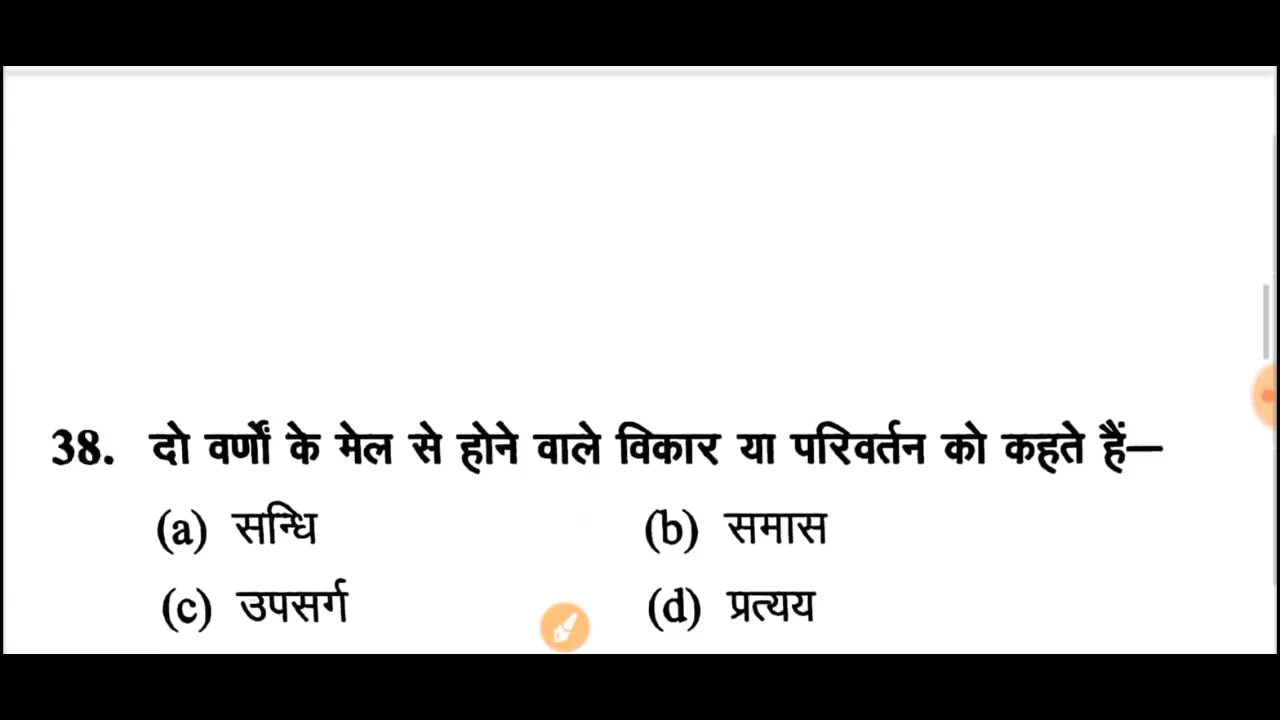 38. दो वर्णों के मेल से होने वाले विकार या परिवर्तन को कहते हैं—
(a) सन्धि (b) समास
(c) उपसर्ग (d) प्रत्यय